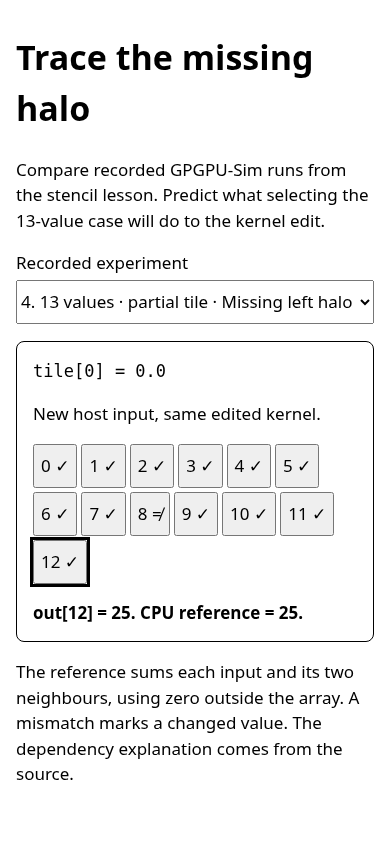 Trace the missing
halo
Compare recorded GPGPU-Sim runs from
the stencil lesson. Predict what selecting the
13-value case will do to the kernel edit.
Recorded experiment
4. 13 values · partial tile · Missing left halo
tile[0] = 0.0
New host input, same edited kernel.
0 ✓ 1 ✓ 2 ✓ 3 ✓ 4 ✓ 5 ✓
6 ✓ 7 ✓ 8 ≠ 9 ✓ 10 ✓ 11 ✓
12 ✓
out[12] = 25. CPU reference = 25.
The reference sums each input and its two
neighbours, using zero outside the array. A
mismatch marks a changed value. The
dependency explanation comes from the
source.